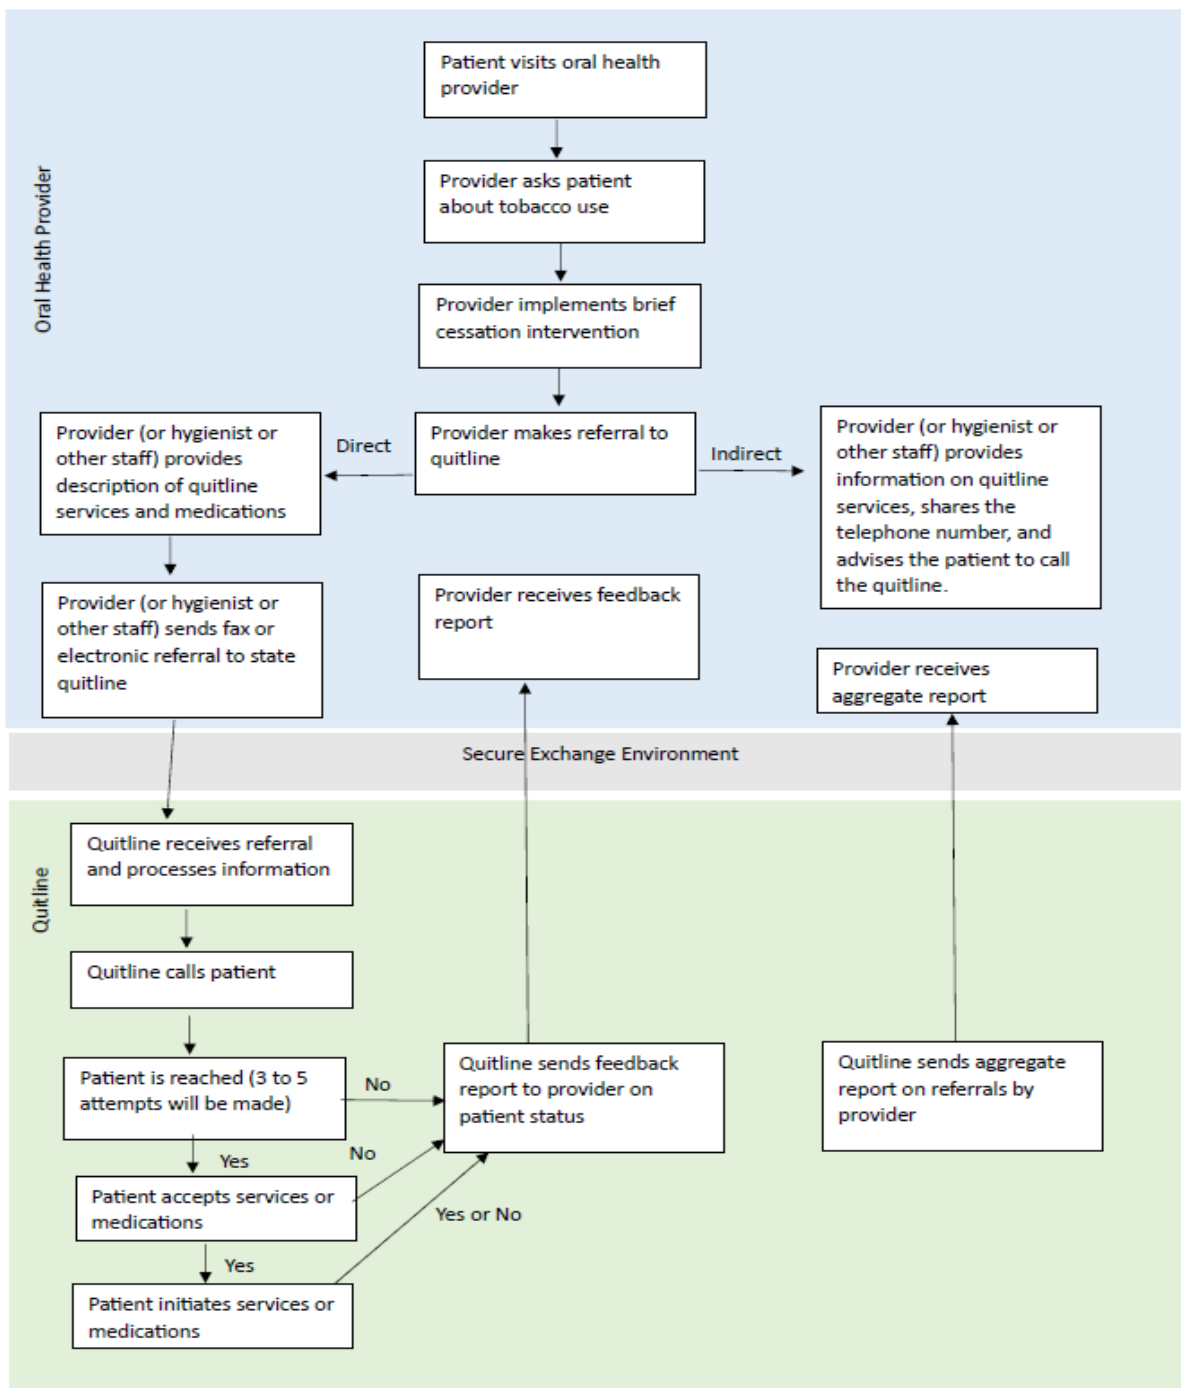 Oral Health Provider
Patient visits oral health
provider
Provider asks patient
about tobacco use
Provider implements brief
cessation intervention
Provider makes referral to
quitline
Direct
Indirect
Provider (or hygienist or
other staff) provides
description of quitline
services and medications
Provider (or hygienist or
other staff) provides
information on quitline
services, shares the
telephone number, and
advises the patient to call
the quitline.
Provider (or hygienist or
other staff) sends fax or
electronic referral to state
quitline
Provider receives feedback
report
Provider receives
aggregate report
Secure Exchange Environment
Quitline
Quitline receives referral
and processes information
Quitline calls patient
Patient is reached (3 to 5
attempts will be made)
No
Quitline sends feedback
report to provider on
patient status
Quitline sends aggregate
report on referrals by
provider
Yes
No
Patient accepts services or
medications
Yes or No
Yes
Patient initiates services or
medications